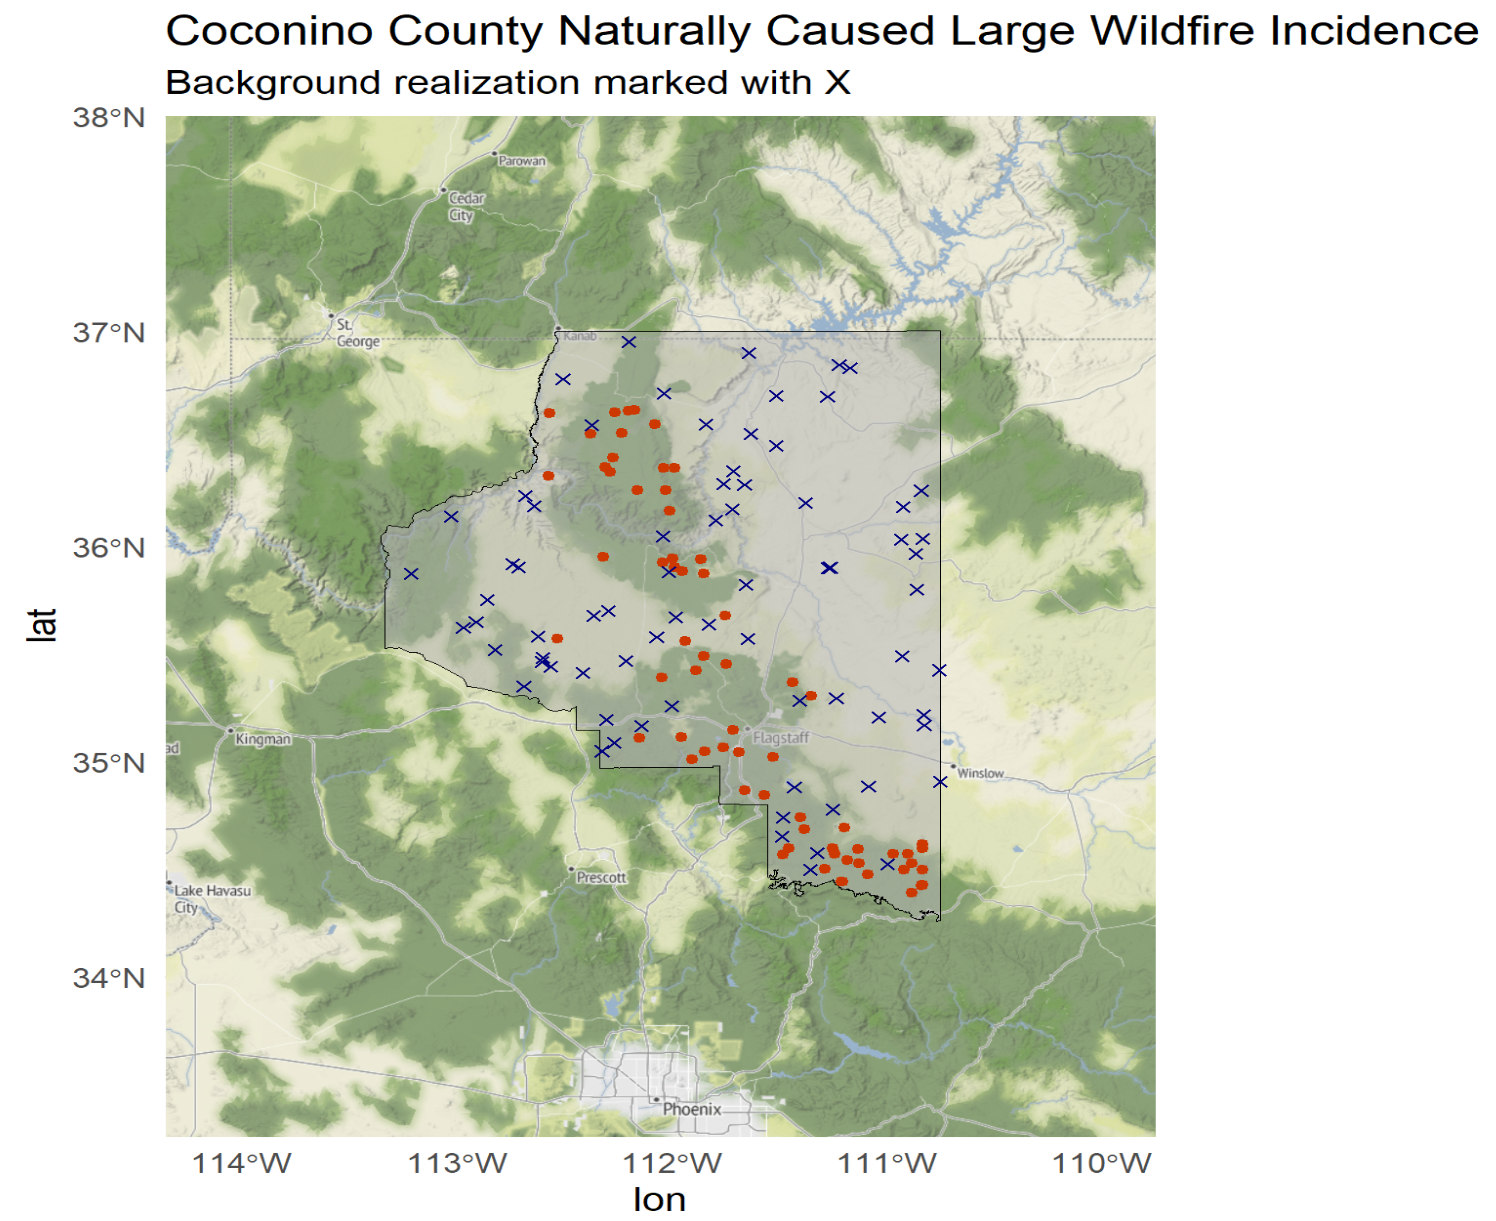 Coconino County Naturally Caused Large Wildfire Incidence
Background realization marked with X
38°N
Parowan
Cedar
City
37°N
Kanab
St.
George
36°N
lat
35°N
ad
Kingman
Flagstaff
Winslow
Prescott
Lake Havasu
City
34°N
Phoenix
114°W
113°W
112°W
111°W
110°W
lon